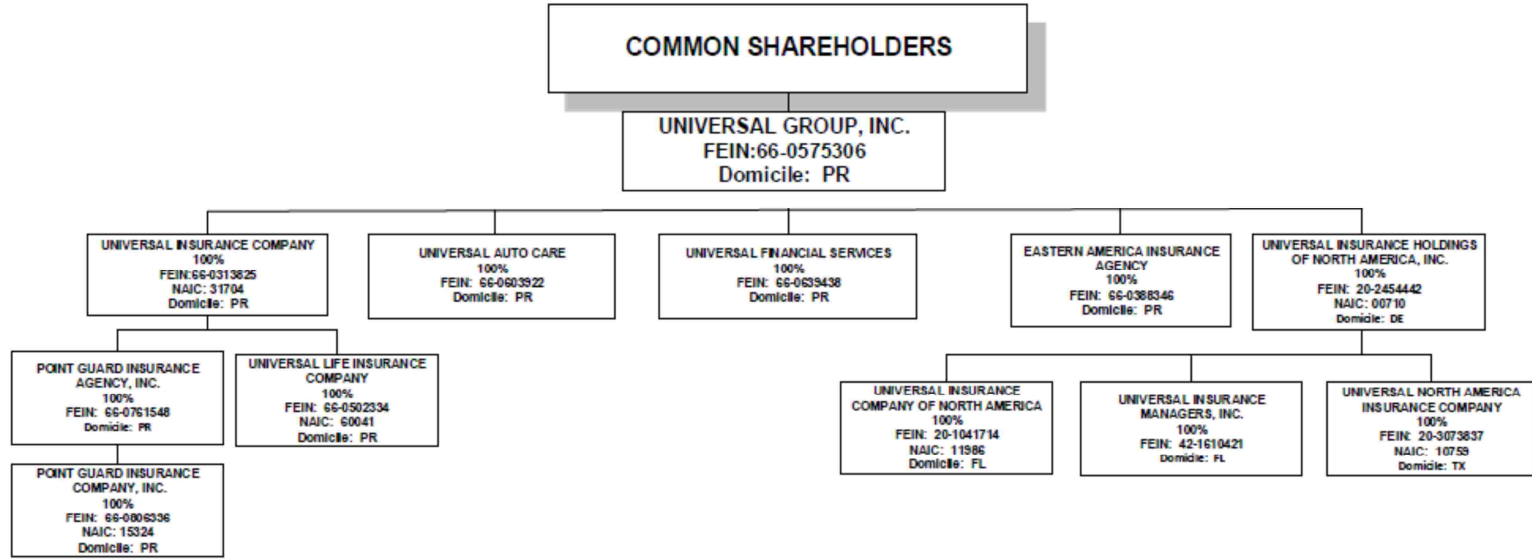 COMMON SHAREHOLDERS
UNIVERSAL GROUP, INC.
FEIN:66-0575306
Domicile: PR
UNIVERSAL INSURANCE COMPANY
100%
FEIN:66-0313825
NAIC: 31704
Domicile: PR
UNIVERSAL AUTO CARE
100%
FEIN: 66-0603922
Domicile: PR
UNIVERSAL FINANCIAL SERVICES
100%
FEIN: 66-0639438
Domicile: PR
EASTERN AMERICA INSURANCE
AGENCY
100%
FEIN: 66-0388346
Domicile: PR
UNIVERSAL INSURANCE HOLDINGS
OF NORTH AMERICA, INC.
100%
FEIN: 20-2454442
NAIC: 00710
Domicile: DE
POINT GUARD INSURANCE
AGENCY, INC.
100%
FEIN: 66-0761548
Domicile: PR
UNIVERSAL LIFE INSURANCE
COMPANY
100%
FEIN: 66-0502334
NAIC: 60041
Domicile: PR
UNIVERSAL INSURANCE
COMPANY OF NORTH AMERICA
100%
FEIN: 20-1041714
NAIC: 11986
Domicile: FL
UNIVERSAL INSURANCE
MANAGERS, INC.
100%
FEIN: 42-1610421
Domicile: FL
UNIVERSAL NORTH AMERICA
INSURANCE COMPANY
100%
FEIN: 20-3073837
NAIC: 10759
Domicile: TX
POINT GUARD INSURANCE
COMPANY, INC.
100%
FEIN: 66-0806336
NAIC: 15324
Domicile: PR